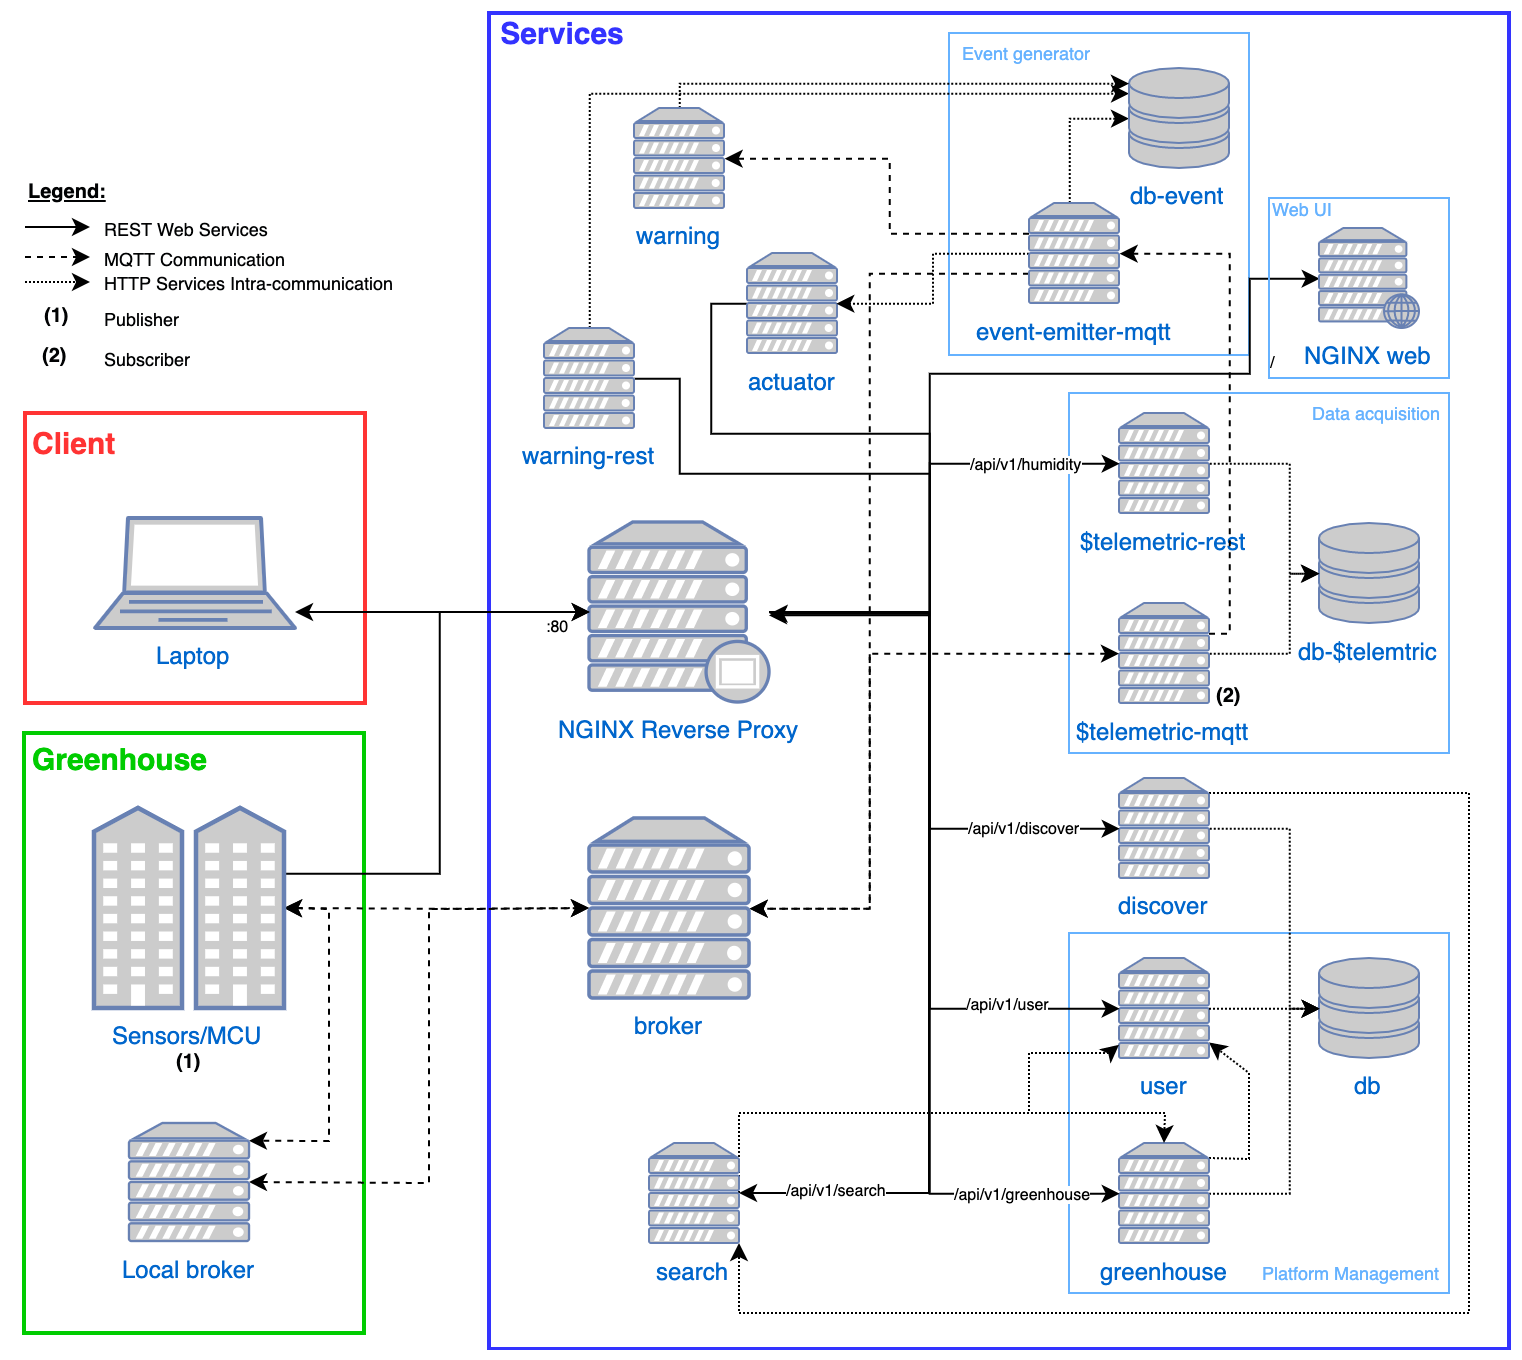 Services
Event generator
db-event
warning
Legend:
REST Web Services
MQTT Communication
HTTP Services Intra-communication
(1)
Publisher
(2)
Subscriber
Web UI
event-emitter-mqtt
NGINX web
/
actuator
Data acquisition
Client
warning-rest
/api/v1/humidity
$telemetric-rest
:80
Laptop
db-$telemtric
(2)
NGINX Reverse Proxy
$telemetric-mqtt
Greenhouse
/api/v1/discover
discover
/api/v1/user
broker
Sensors/MCU
(1)
user
db
/api/v1/search
/api/v1/greenhouse
Local broker
search
greenhouse
Platform Management